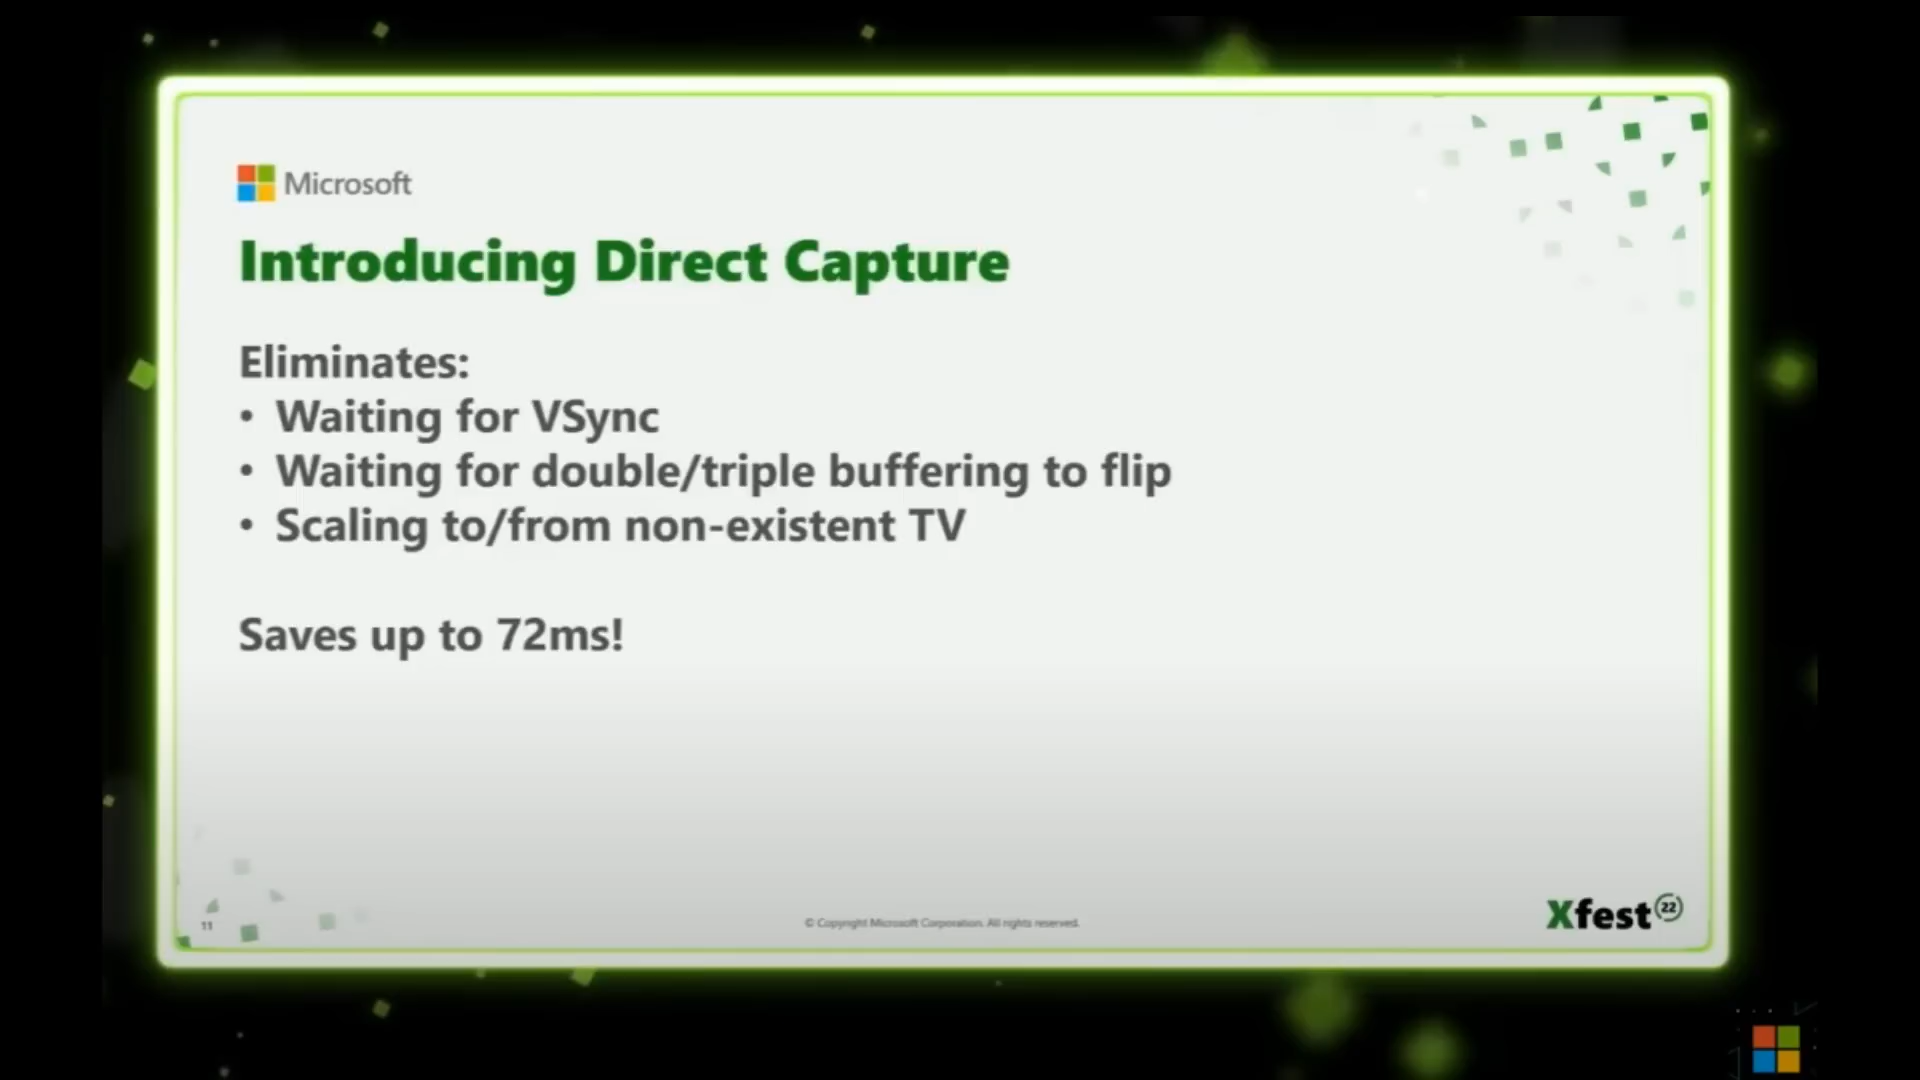 Microsoft
Introducing Direct Capture
Eliminates:
• Waiting for VSync
• Waiting for double/triple buffering to flip
• Scaling to/from non-existent TV
Saves up to 72ms!
11
© Copyright Microsoft Corporation. All rights reserved.
Xfest 22